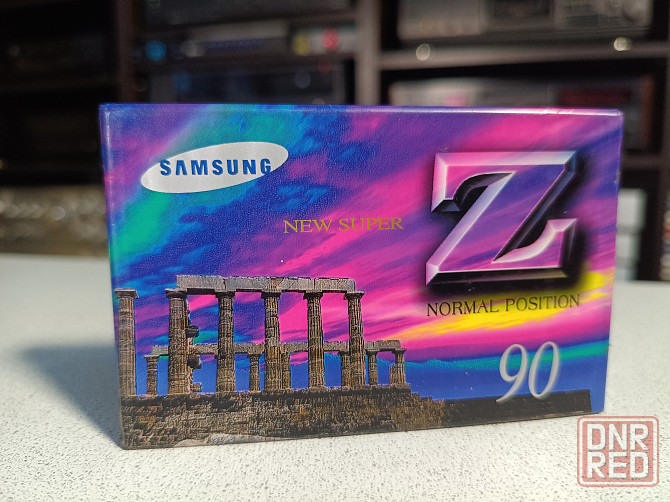 SAMSUNG
NEW SUPER
Z
NORMAL POSITION
90
DNR
RED